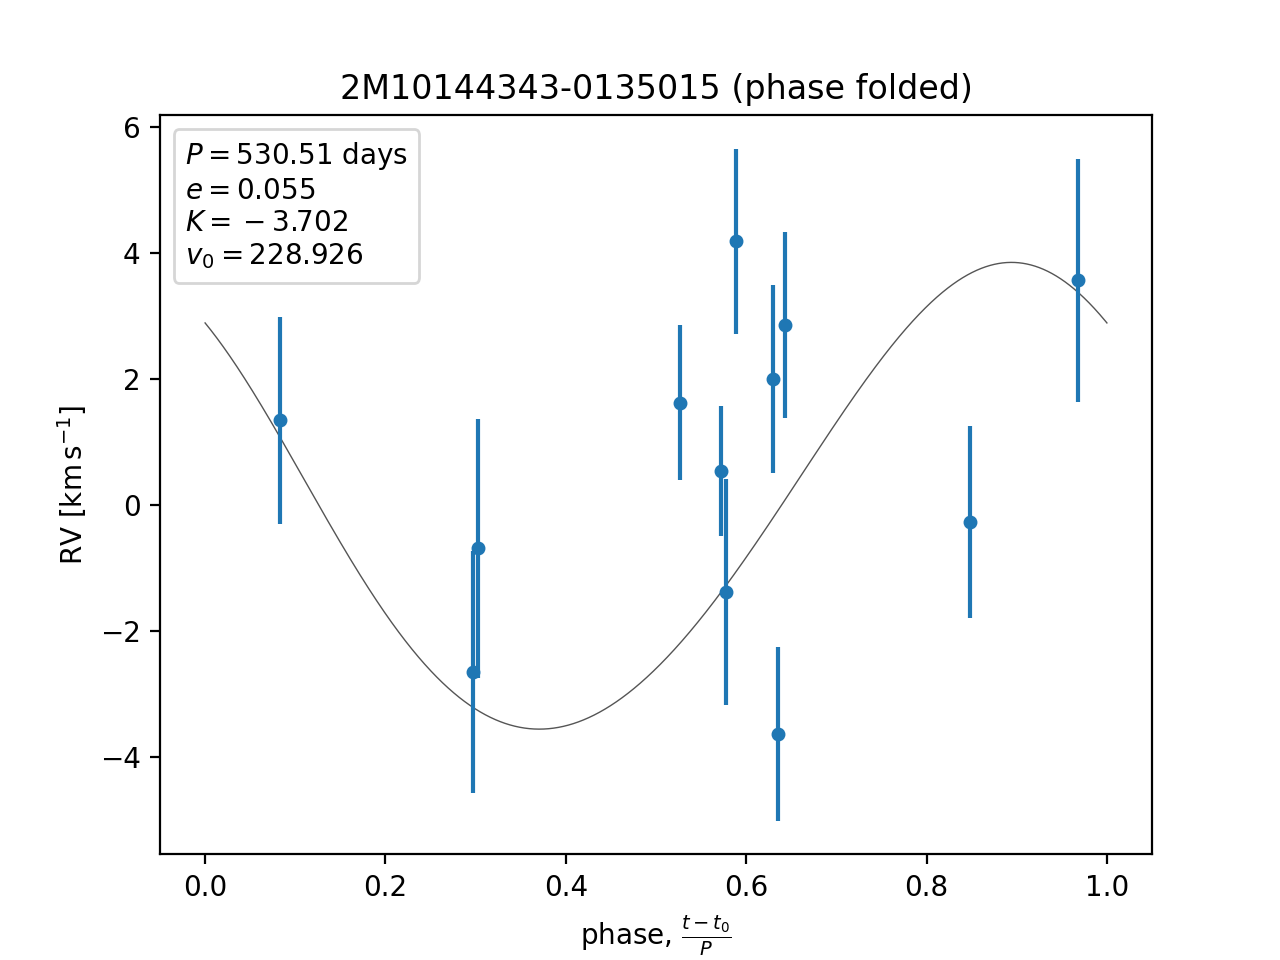 2M10144343-0135015 (phase folded)
P = 530.51 days
e = 0.055
K = −3.702
v₀ = 228.926
RV [km s⁻¹]
6
4
2
0
−2
−4
0.0 0.2 0.4 0.6 0.8 1.0
phase, (t − t₀)/P